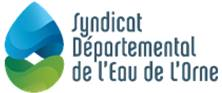 Syndicat
Départemental
de l'Eau de l'Orne